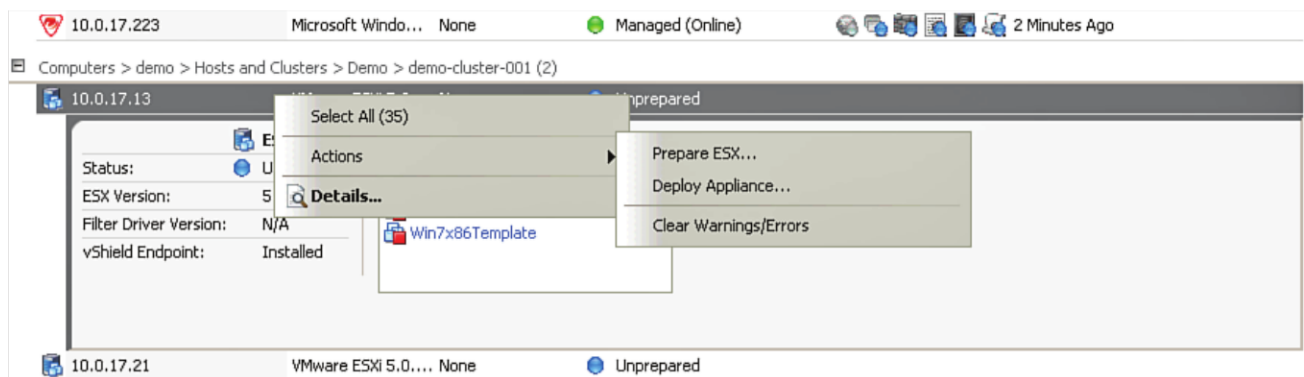 10.0.17.223 Microsoft Windo... None Managed (Online) 2 Minutes Ago
Computers > demo > Hosts and Clusters > Demo > demo-cluster-001 (2)
10.0.17.13 Unprepared
Select All (35)
Actions
Details...
Prepare ESX...
Deploy Appliance...
Clear Warnings/Errors
Status:
ESX Version: 5
Filter Driver Version: N/A
Win7x86Template
vShield Endpoint: Installed
10.0.17.21 VMware ESXi 5.0.... None Unprepared